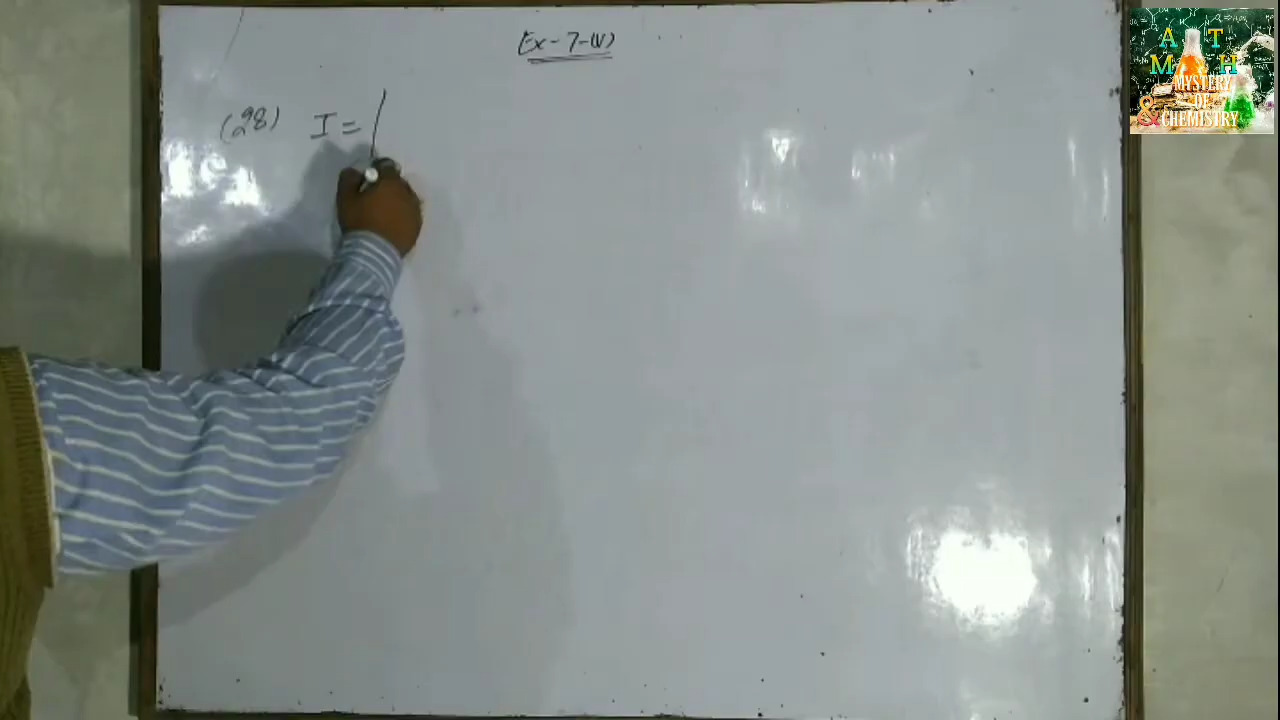 Ex-7-(V)
(28) I = ∫
A T
M H
MYSTERY
OF
& CHEMISTRY